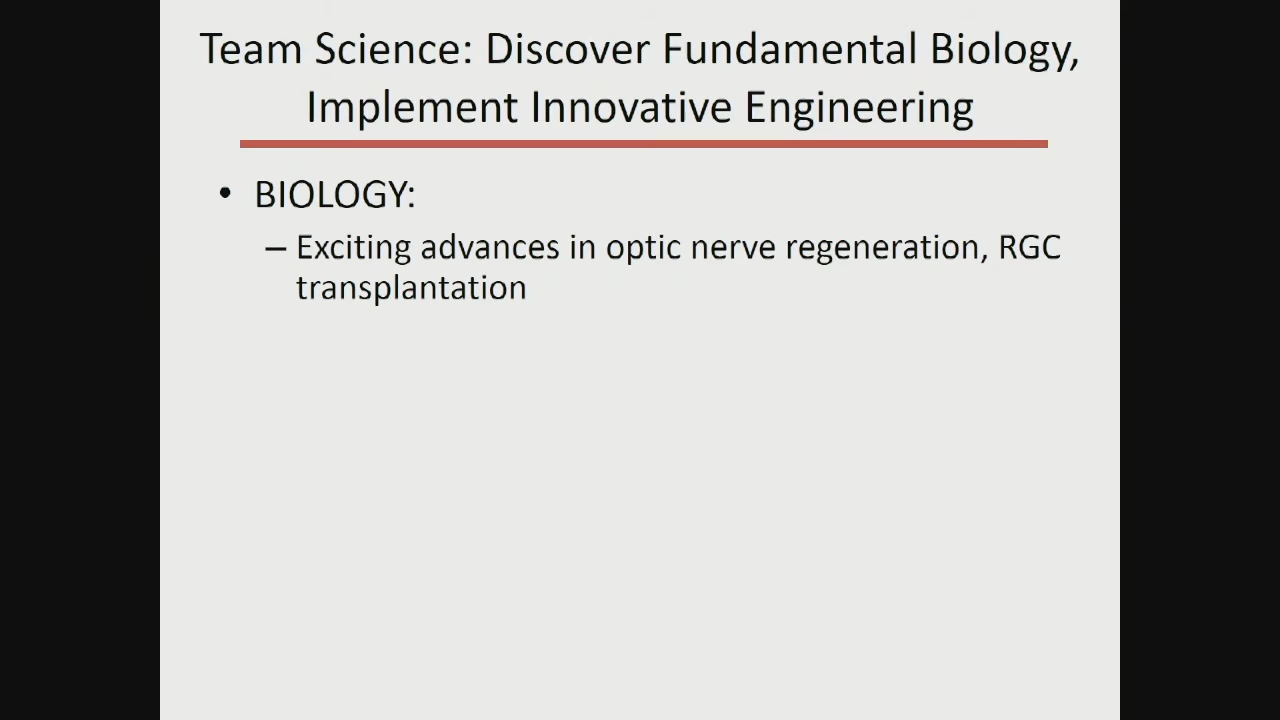 Team Science: Discover Fundamental Biology,
Implement Innovative Engineering
• BIOLOGY:
– Exciting advances in optic nerve regeneration, RGC
transplantation